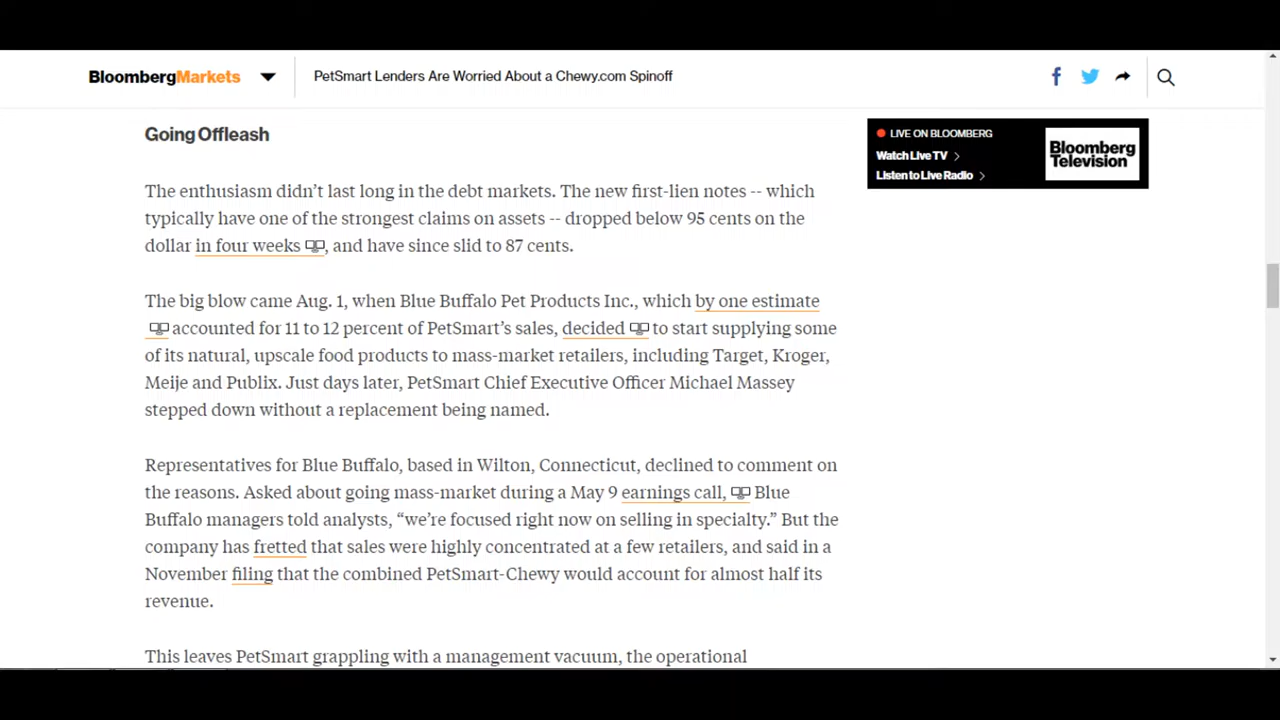 BloombergMarkets
PetSmart Lenders Are Worried About a Chewy.com Spinoff
Going Offleash
The enthusiasm didn’t last long in the debt markets. The new first-lien notes -- which
typically have one of the strongest claims on assets -- dropped below 95 cents on the
dollar in four weeks, and have since slid to 87 cents.
The big blow came Aug. 1, when Blue Buffalo Pet Products Inc., which by one estimate
accounted for 11 to 12 percent of PetSmart’s sales, decided to start supplying some
of its natural, upscale food products to mass-market retailers, including Target, Kroger,
Meije and Publix. Just days later, PetSmart Chief Executive Officer Michael Massey
stepped down without a replacement being named.
Representatives for Blue Buffalo, based in Wilton, Connecticut, declined to comment on
the reasons. Asked about going mass-market during a May 9 earnings call, Blue
Buffalo managers told analysts, “we’re focused right now on selling in specialty.” But the
company has fretted that sales were highly concentrated at a few retailers, and said in a
November filing that the combined PetSmart-Chewy would account for almost half its
revenue.
This leaves PetSmart grappling with a management vacuum, the operational
LIVE ON BLOOMBERG
Watch Live TV
Listen to Live Radio
Bloomberg
Television